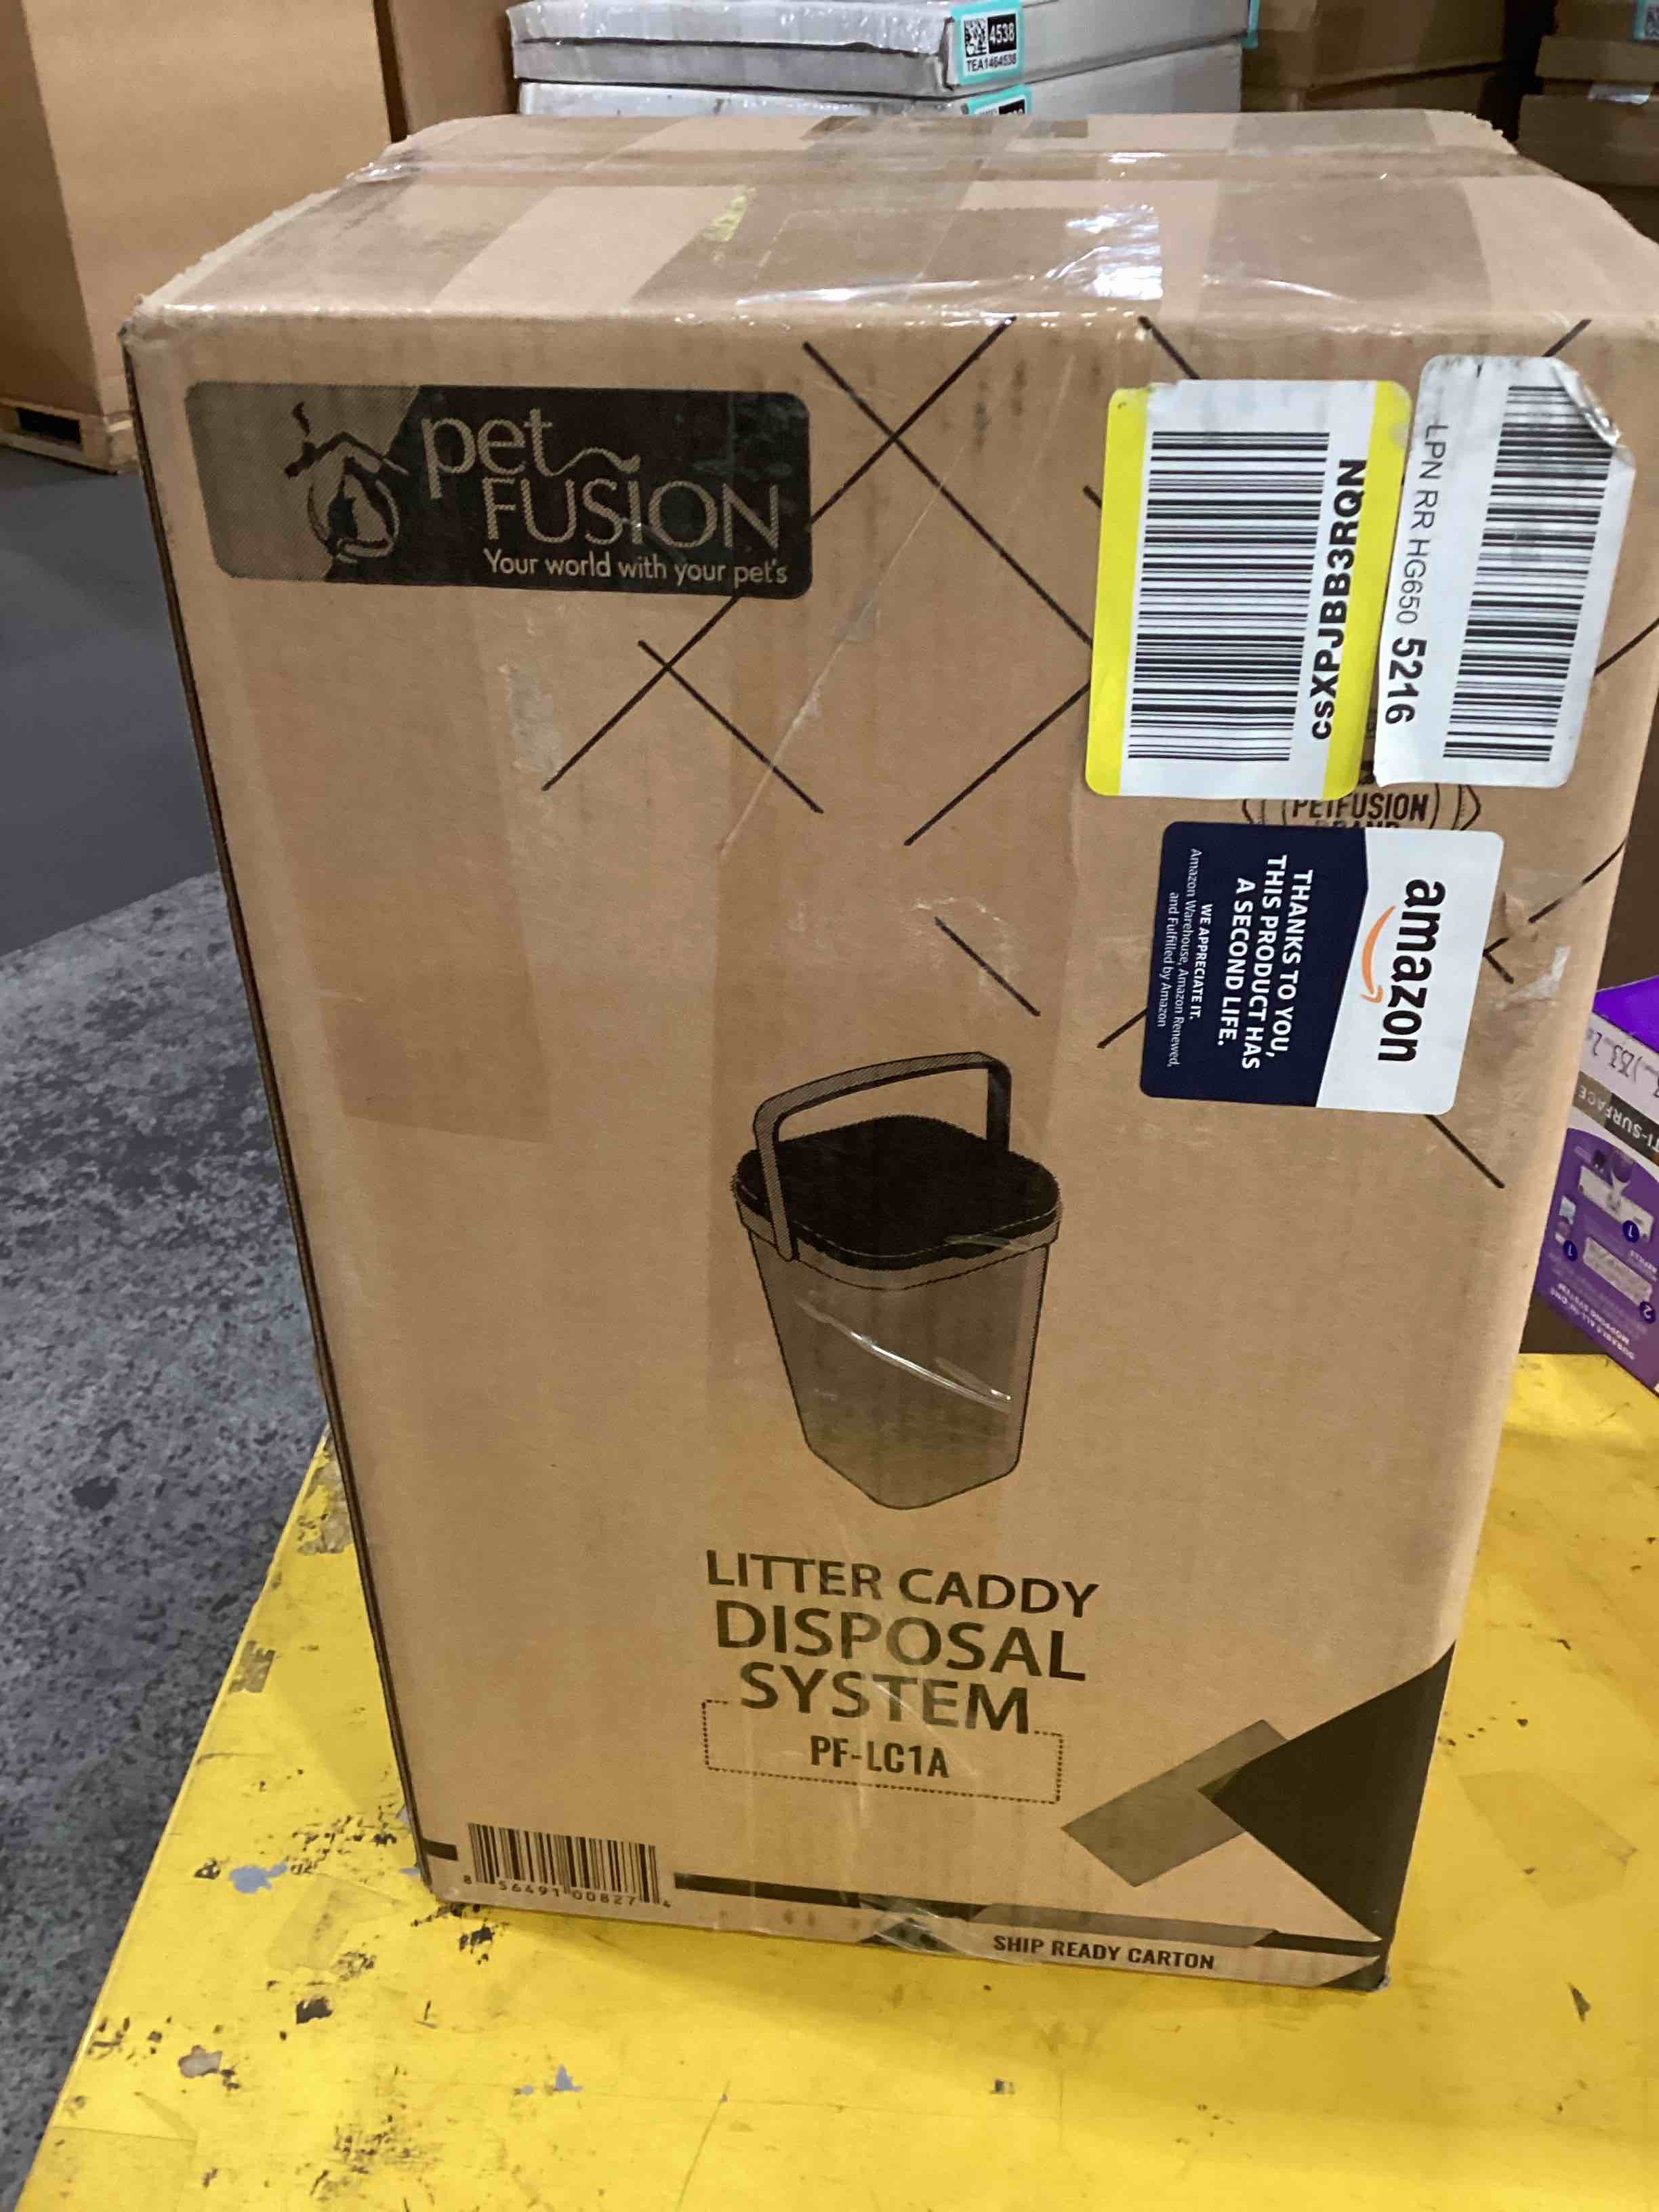 4538
TEA1464538
pet
FUSION
Your world with your pet's
csXPJBB3RQN
LPN RR HG650 5216
PETFUSION
BRAND
amazon
THANKS TO YOU,
THIS PRODUCT HAS
A SECOND LIFE.
WE APPRECIATE IT.
Amazon Warehouse, Amazon Renewed,
and Fulfilled by Amazon
LITTER CADDY
DISPOSAL
SYSTEM
PF-LC1A
8 56491 00827 4
SHIP READY CARTON